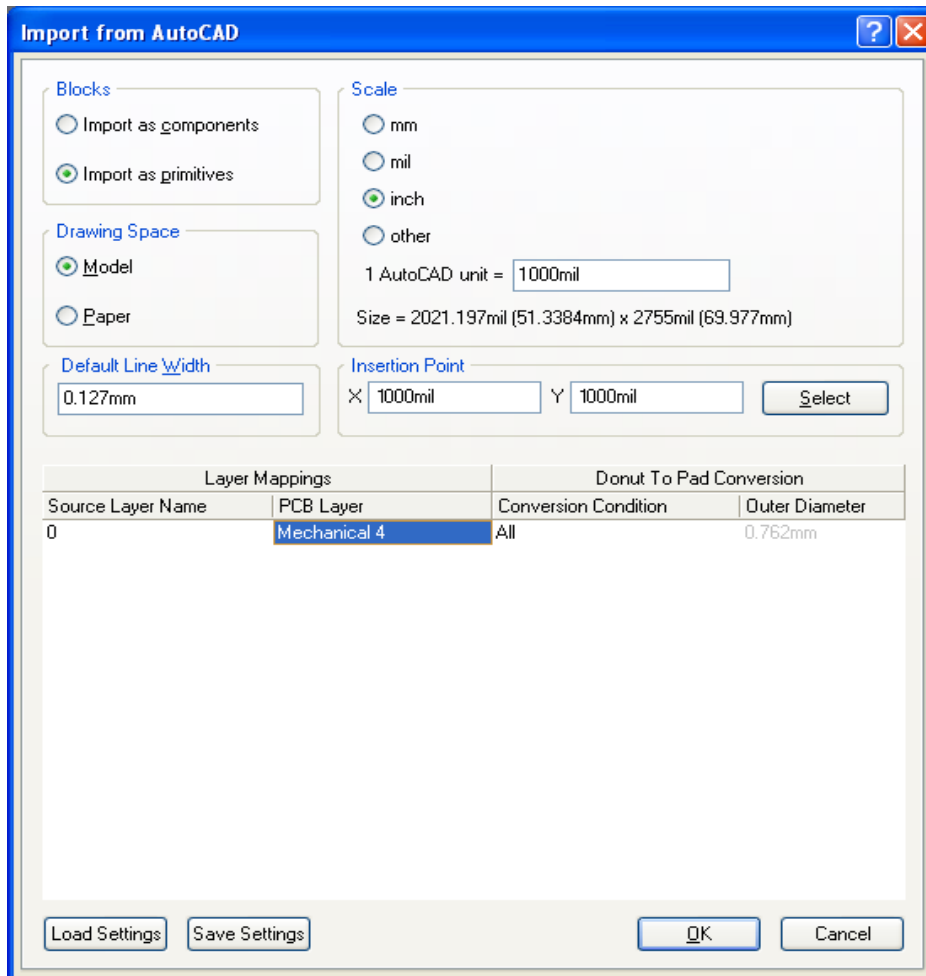 Import from AutoCAD
Blocks
Import as components
Import as primitives
Scale
mm
mil
inch
other
1 AutoCAD unit = 1000mil
Size = 2021.197mil (51.3384mm) x 2755mil (69.977mm)
Drawing Space
Model
Paper
Default Line Width
0.127mm
Insertion Point
X 1000mil Y 1000mil Select
Layer Mappings Donut To Pad Conversion
Source Layer Name PCB Layer Conversion Condition Outer Diameter
0 Mechanical 4 All 0.762mm
Load Settings Save Settings OK Cancel